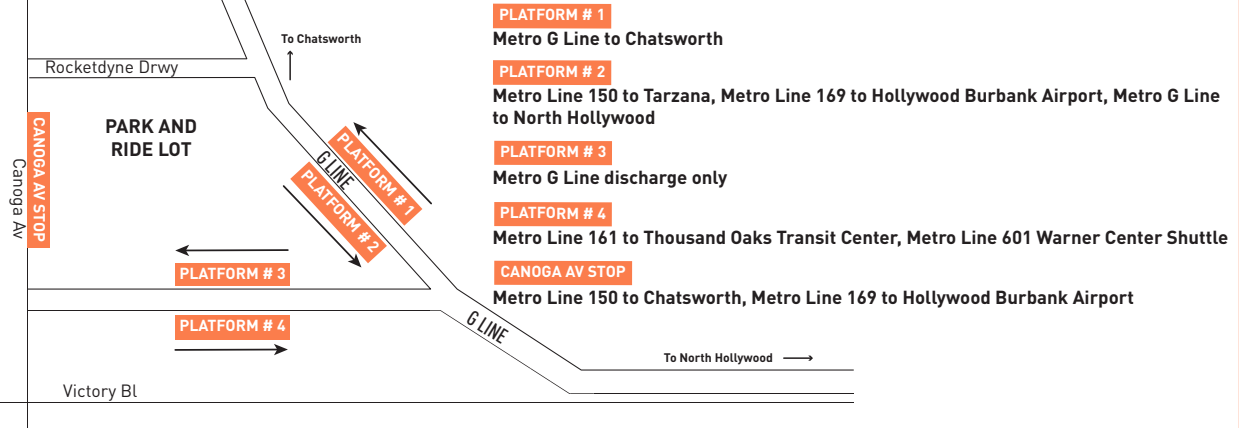 To Chatsworth
Rocketdyne Drwy
PARK AND
RIDE LOT
CANOGA AV STOP
Canoga Av
PLATFORM # 1
G LINE
PLATFORM # 2
PLATFORM # 3
PLATFORM # 4
G LINE
To North Hollywood
Victory Bl
PLATFORM # 1
Metro G Line to Chatsworth
PLATFORM # 2
Metro Line 150 to Tarzana, Metro Line 169 to Hollywood Burbank Airport, Metro G Line
to North Hollywood
PLATFORM # 3
Metro G Line discharge only
PLATFORM # 4
Metro Line 161 to Thousand Oaks Transit Center, Metro Line 601 Warner Center Shuttle
CANOGA AV STOP
Metro Line 150 to Chatsworth, Metro Line 169 to Hollywood Burbank Airport